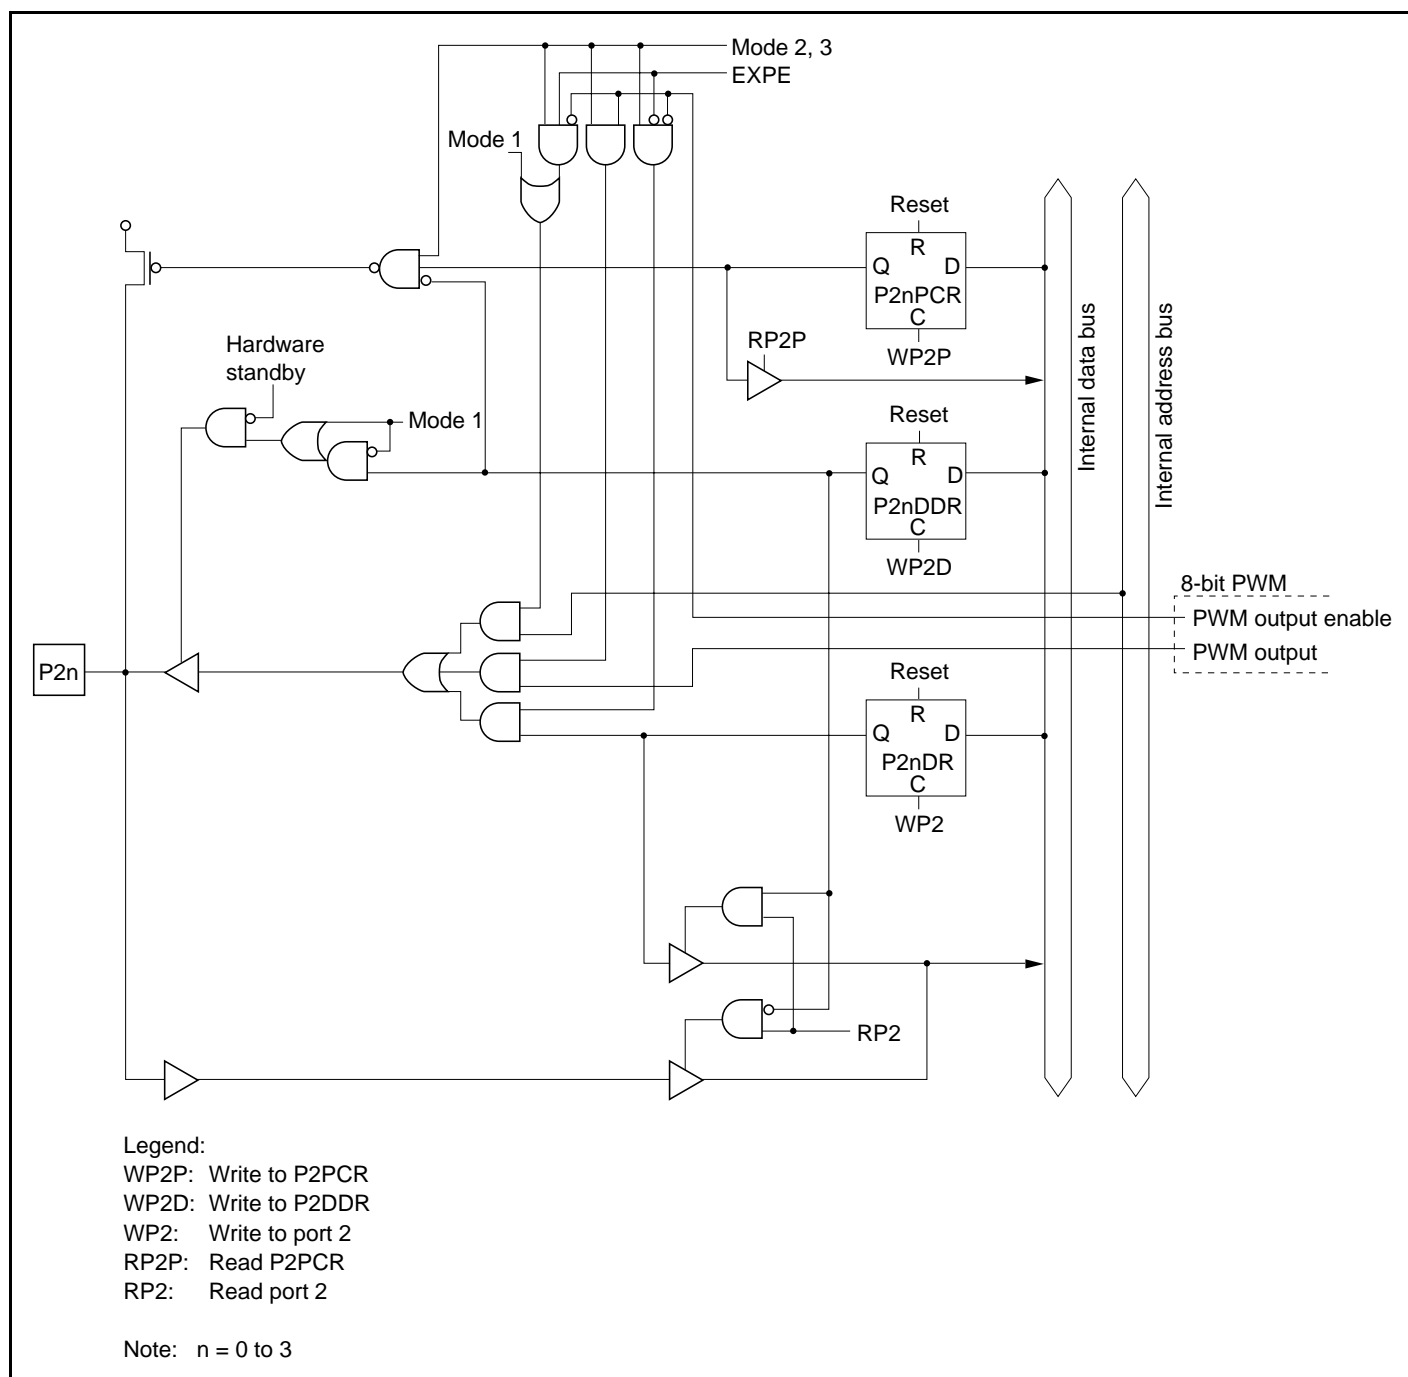 Mode 2, 3
EXPE
Mode 1
Reset
R
Q D
P2nPCR
C
WP2P
RP2P
Hardware
standby
Mode 1
Reset
R
Q D
P2nDDR
C
WP2D
Internal data bus
Internal address bus
8-bit PWM
PWM output enable
PWM output
P2n
Reset
R
Q D
P2nDR
C
WP2
RP2
Legend:
WP2P: Write to P2PCR
WP2D: Write to P2DDR
WP2: Write to port 2
RP2P: Read P2PCR
RP2: Read port 2
Note: n = 0 to 3